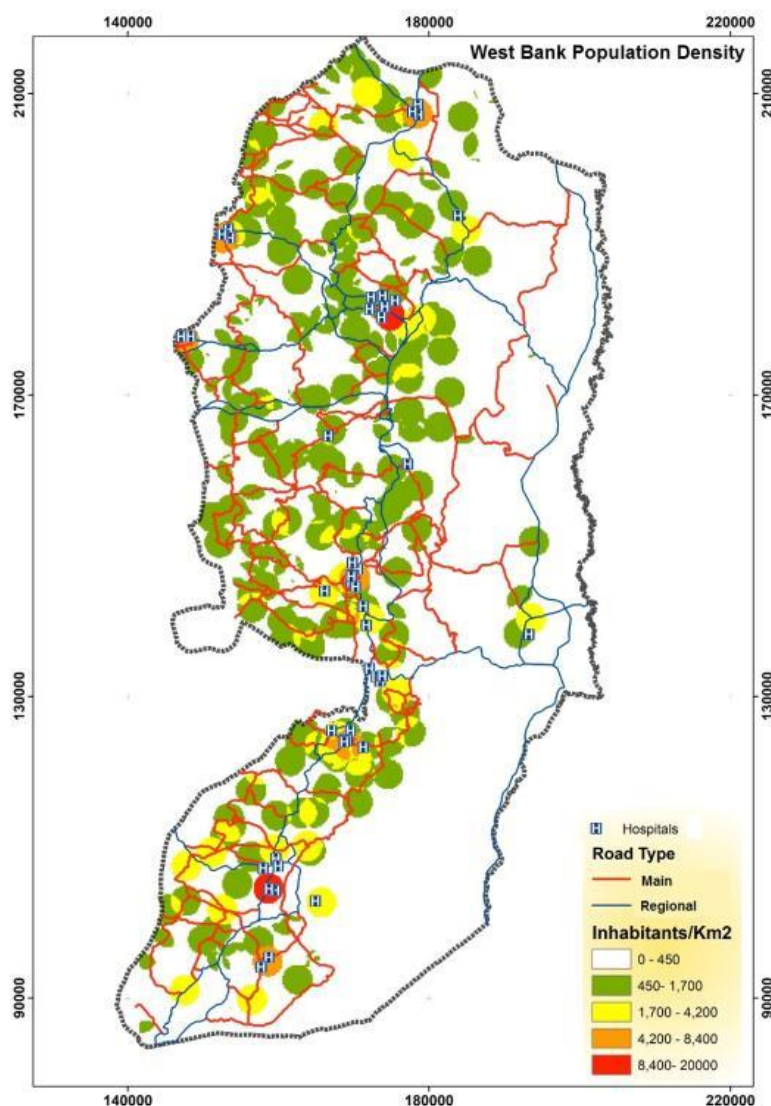 140000 180000 220000
West Bank Population Density
210000 210000
170000 170000
130000 130000
90000 90000
H Hospitals
Road Type
Main
Regional
Inhabitants/Km2
0 - 450
450- 1,700
1,700 - 4,200
4,200 - 8,400
8,400- 20000
140000 180000 220000